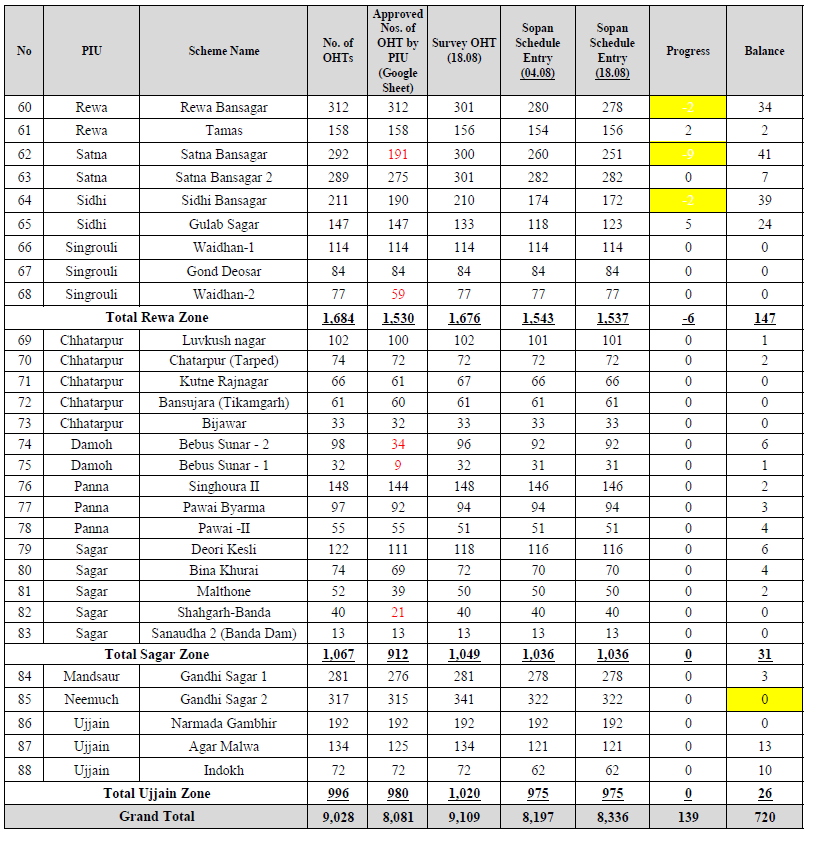 No PIU Scheme Name No. of OHTs Approved Nos. of OHT by PIU (Google Sheet) Survey OHT (18.08) Sopan Schedule Entry (04.08) Sopan Schedule Entry (18.08) Progress Balance
60 Rewa Rewa Bansagar 312 312 301 280 278 -2 34
61 Rewa Tamas 158 158 156 154 156 2 2
62 Satna Satna Bansagar 292 191 300 260 251 -9 41
63 Satna Satna Bansagar 2 289 275 301 282 282 0 7
64 Sidhi Sidhi Bansagar 211 190 210 174 172 -2 39
65 Sidhi Gulab Sagar 147 147 133 118 123 5 24
66 Singrouli Waidhan-1 114 114 114 114 114 0 0
67 Singrouli Gond Deosar 84 84 84 84 84 0 0
68 Singrouli Waidhan-2 77 59 77 77 77 0 0
Total Rewa Zone 1,684 1,530 1,676 1,543 1,537 -6 147
69 Chhatarpur Luvkush nagar 102 100 102 101 101 0 1
70 Chhatarpur Chatarpur (Tarped) 74 72 72 72 72 0 2
71 Chhatarpur Kutne Rajnagar 66 61 67 66 66 0 0
72 Chhatarpur Bansujara (Tikamgarh) 61 60 61 61 61 0 0
73 Chhatarpur Bijawar 33 32 33 33 33 0 0
74 Damoh Bebus Sunar - 2 98 34 96 92 92 0 6
75 Damoh Bebus Sunar - 1 32 9 32 31 31 0 1
76 Panna Singhoura II 148 144 148 146 146 0 2
77 Panna Pawai Byarma 97 92 94 94 94 0 3
78 Panna Pawai -II 55 55 51 51 51 0 4
79 Sagar Deori Kesli 122 111 118 116 116 0 6
80 Sagar Bina Khurai 74 69 72 70 70 0 4
81 Sagar Malthone 52 39 50 50 50 0 2
82 Sagar Shahgarh-Banda 40 21 40 40 40 0 0
83 Sagar Sanaudha 2 (Banda Dam) 13 13 13 13 13 0 0
Total Sagar Zone 1,067 912 1,049 1,036 1,036 0 31
84 Mandsaur Gandhi Sagar 1 281 276 281 278 278 0 3
85 Neemuch Gandhi Sagar 2 317 315 341 322 322 0 0
86 Ujjain Narmada Gambhir 192 192 192 192 192 0 0
87 Ujjain Agar Malwa 134 125 134 121 121 0 13
88 Ujjain Indokh 72 72 72 62 62 0 10
Total Ujjain Zone 996 980 1,020 975 975 0 26
Grand Total 9,028 8,081 9,109 8,197 8,336 139 720